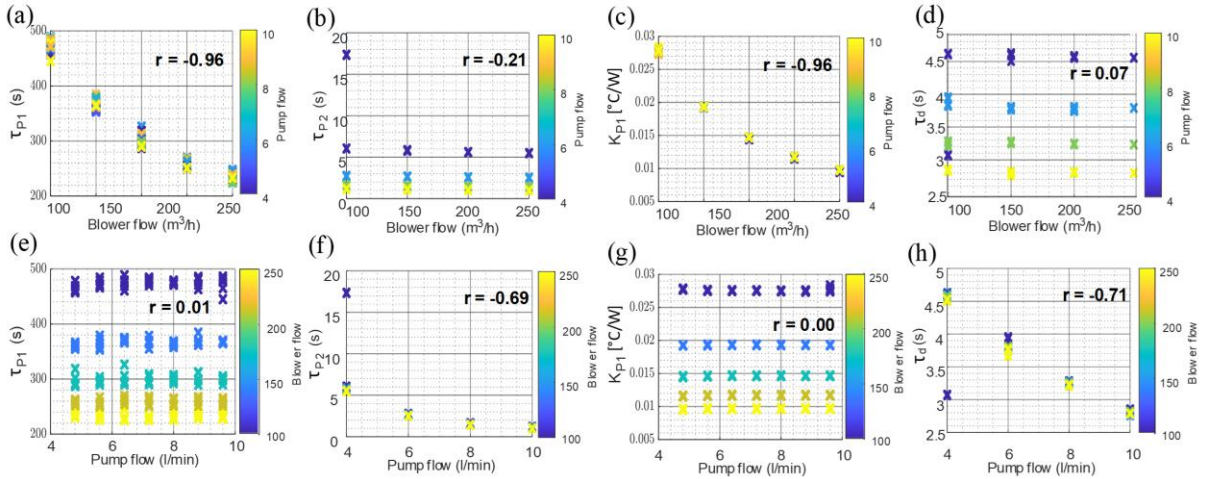 (a)
500
400
300
200
τP1 (s)
r = -0.96
100 150 200 250
Blower flow (m³/h)
10
8
6
4
Pump flow
(b)
20
15
10
5
0
τP2 (s)
r = -0.21
100 150 200 250
Blower flow (m³/h)
10
8
6
4
Pump flow
(c)
0.03
0.025
0.02
0.015
0.01
0.005
KP1 [°C/W]
r = -0.96
100 150 200 250
Blower flow (m³/h)
10
8
6
4
Pump flow
(d)
5
4.5
4
3.5
3
2.5
τd (s)
r = 0.07
100 150 200 250
Blower flow (m³/h)
10
8
6
4
Pump flow
(e)
500
400
300
200
τP1 (s)
r = 0.01
4 6 8 10
Pump flow (l/min)
250
200
150
100
Blower flow
(f)
20
15
10
5
0
τP2 (s)
r = -0.69
4 6 8 10
Pump flow (l/min)
250
200
150
100
Blower flow
(g)
0.03
0.025
0.02
0.015
0.01
0.005
KP1 [°C/W]
r = 0.00
4 6 8 10
Pump flow (l/min)
250
200
150
100
Blower flow
(h)
5
4.5
4
3.5
3
2.5
τd (s)
r = -0.71
4 6 8 10
Pump flow (l/min)
250
200
150
100
Blower flow